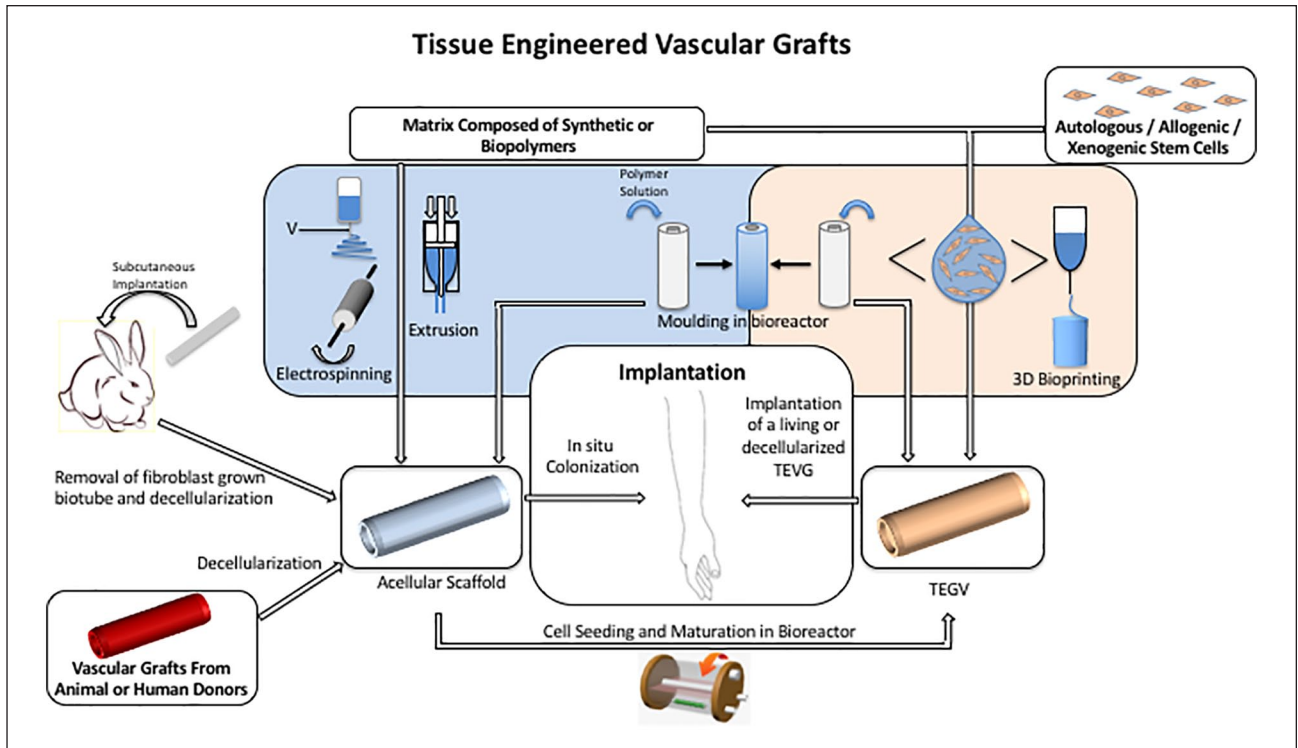 Tissue Engineered Vascular Grafts
Matrix Composed of Synthetic or
Biopolymers
Autologous / Allogenic /
Xenogenic Stem Cells
Polymer
Solution
V
Subcutaneous
Implantation
Extrusion
Moulding in bioreactor
Electrospinning
3D Bioprinting
Implantation
Implantation
of a living or
decellularized
TEVG
In situ
Colonization
Removal of fibroblast grown
biotube and decellularization
Decellularization
Acellular Scaffold
TEGV
Cell Seeding and Maturation in Bioreactor
Vascular Grafts From
Animal or Human Donors